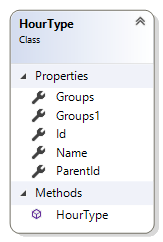 HourType
Class
Properties
Groups
Groups1
Id
Name
ParentId
Methods
HourType